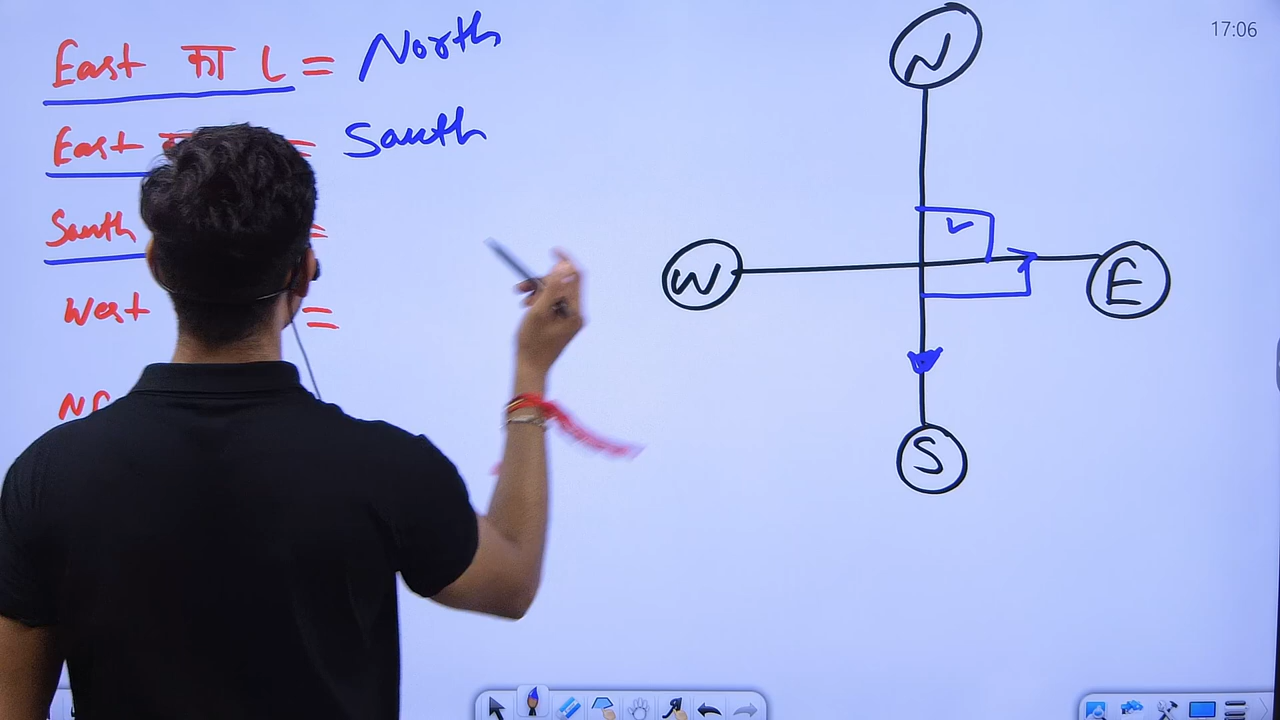 17:06
East का L = North
East = South
South =
West =
N
W
E
S